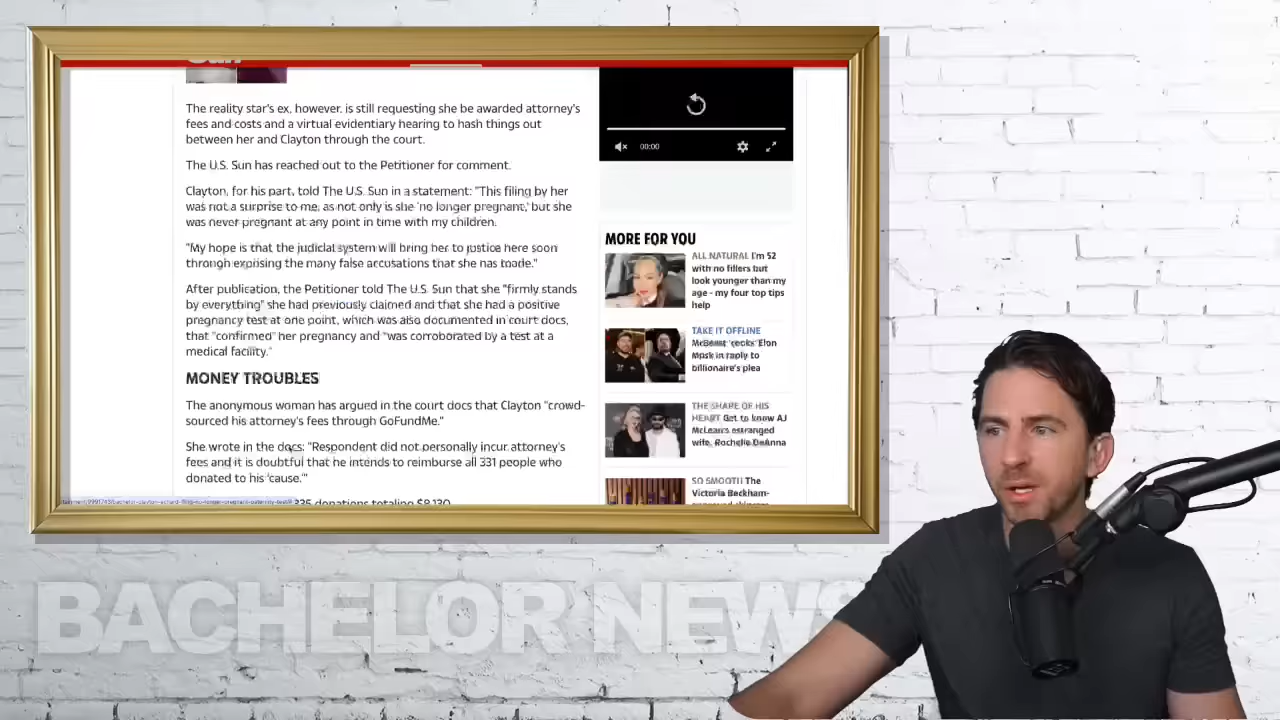 The reality star's ex, however, is still requesting she be awarded attorney's
fees and costs and a virtual evidentiary hearing to hash things out
between her and Clayton through the court.
The U.S. Sun has reached out to the Petitioner for comment.
Clayton, for his part, told The U.S. Sun in a statement: "This filing by her
was not a surprise to me, as not only is she 'no longer pregnant,' but she
was never pregnant at any point in time with my children.
"My hope is that the judicial system will bring her to justice here soon
through exposing the many false accusations that she has made."
After publication, the Petitioner told The U.S. Sun that she "firmly stands
by everything" she had previously claimed and that she had a positive
pregnancy test at one point, which was also documented in court docs,
that "confirmed" her pregnancy and "was corroborated by a test at a
medical facility."
MONEY TROUBLES
The anonymous woman has argued in the court docs that Clayton "crowd-
sourced his attorney's fees through GoFundMe."
She wrote in the docs: "Respondent did not personally incur attorney's
fees and it is doubtful that he intends to reimburse all 331 people who
donated to his 'cause.'"
335 donations totaling $8,130
00:00
MORE FOR YOU
ALL NATURAL I'm 52
with no fillers but
look younger than my
age - my four top tips
help
TAKE IT OFFLINE
MrBeast 'rocks' Elon
Musk in reply to
billionaire's plea
THE SHAPE OF HIS
HEART Get to know AJ
McLean's estranged
wife, Rochelle DeAnna
SO SMOOTH The
Victoria Beckham-
BACHELOR NEWS